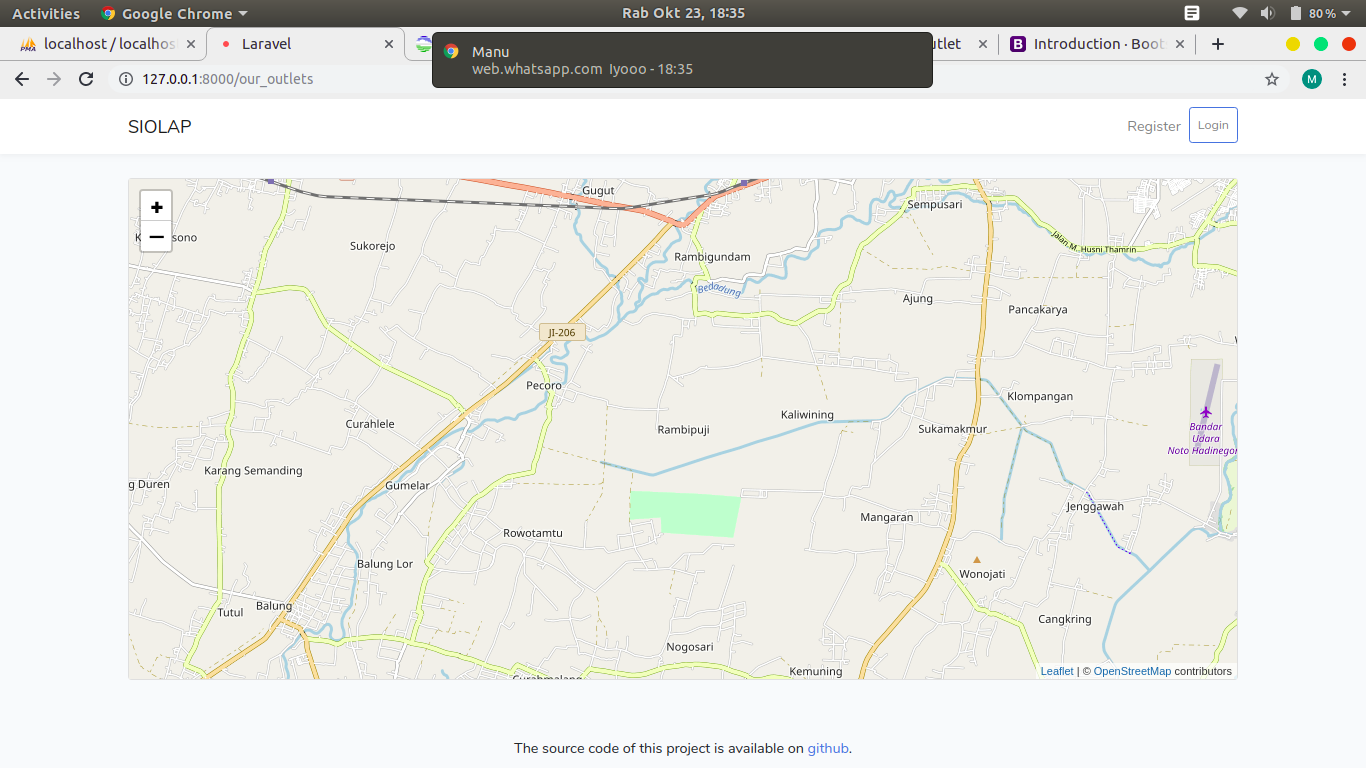 Activities Google Chrome Rab Okt 23, 18:35 80%
localhost / localhos Laravel utlet Introduction · Boot
Manu
web.whatsapp.com Iyooo - 18:35
127.0.0.1:8000/our_outlets M
SIOLAP Register Login
+
−
Gugut
Sempusari
Sukorejo
Jalan M. Husni Thamrin
Rambigundam
Bedadung
Ajung
Pancakarya
JI-206
Pecoro
Klompangan
Kaliwining
Curahlele
Rambipuji
Sukamakmur
Bandar
Udara
Noto Hadinegor
Karang Semanding
g Duren
Gumelar
Jenggawah
Mangaran
Rowotamtu
Balung Lor
Wonojati
Tutul
Balung
Cangkring
Nogosari
Kemuning
Curahmalang
Leaflet | © OpenStreetMap contributors
The source code of this project is available on github.